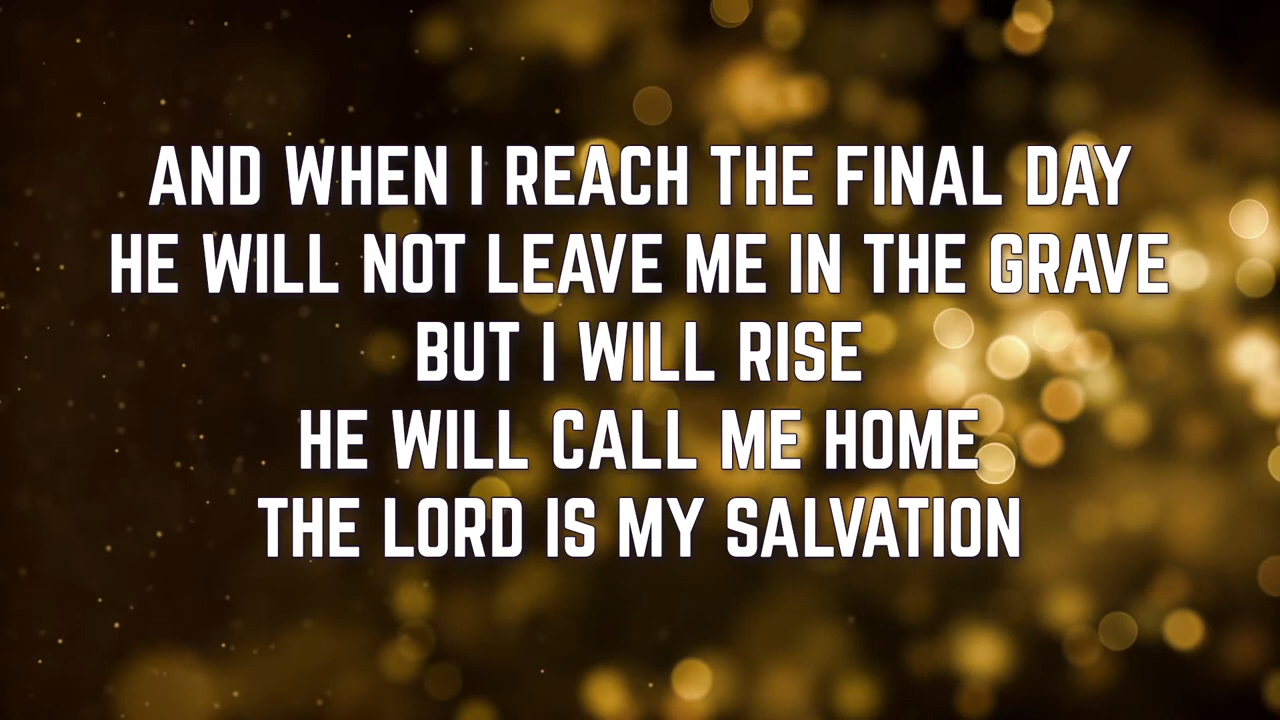 AND WHEN I REACH THE FINAL DAY
HE WILL NOT LEAVE ME IN THE GRAVE
BUT I WILL RISE
HE WILL CALL ME HOME
THE LORD IS MY SALVATION